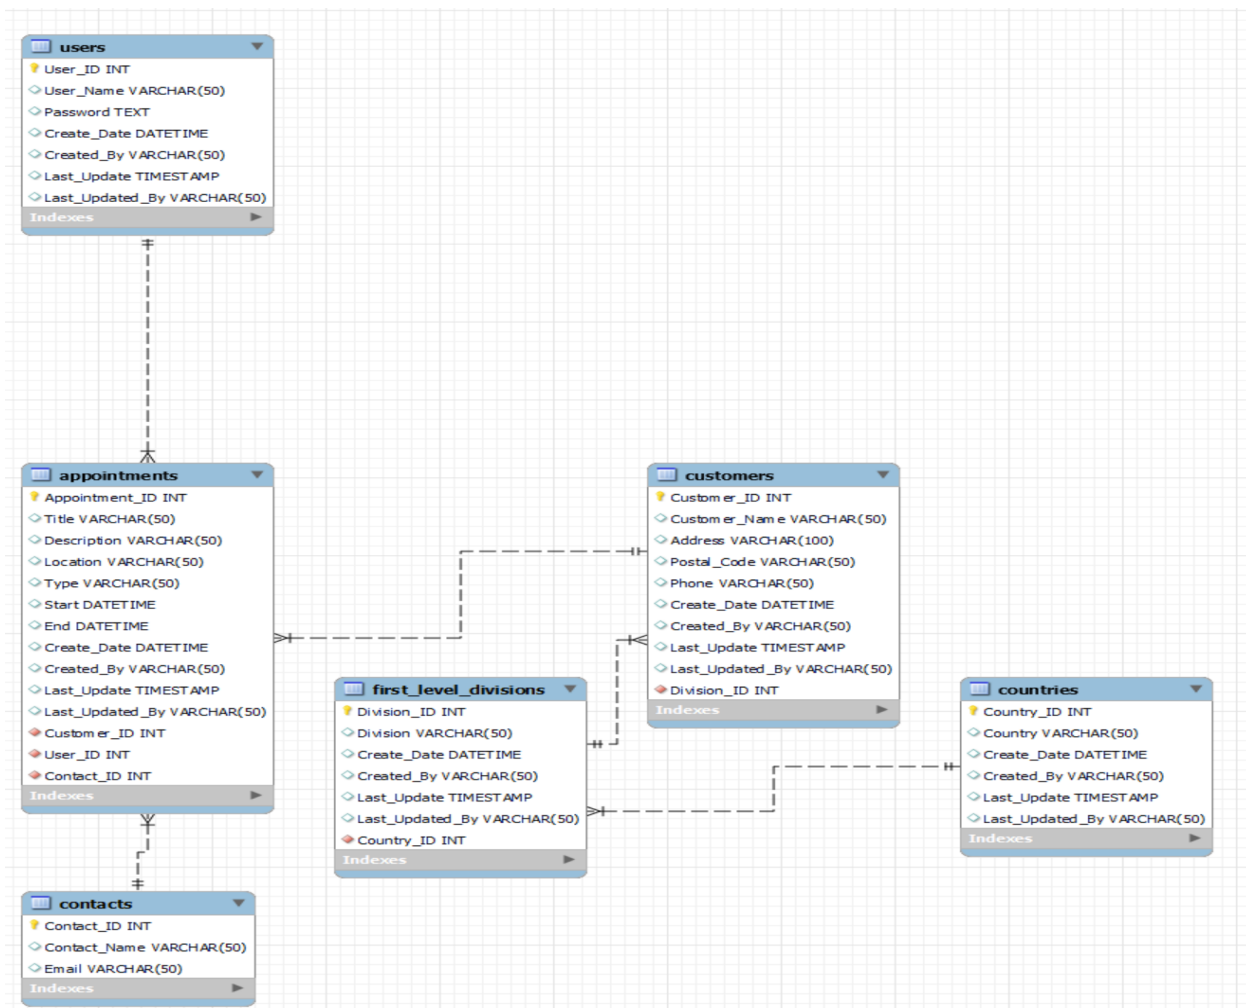 users
User_ID INT
User_Name VARCHAR(50)
Password TEXT
Create_Date DATETIME
Created_By VARCHAR(50)
Last_Update TIMESTAMP
Last_Updated_By VARCHAR(50)
Indexes
appointments
Appointment_ID INT
Title VARCHAR(50)
Description VARCHAR(50)
Location VARCHAR(50)
Type VARCHAR(50)
Start DATETIME
End DATETIME
Create_Date DATETIME
Created_By VARCHAR(50)
Last_Update TIMESTAMP
Last_Updated_By VARCHAR(50)
Customer_ID INT
User_ID INT
Contact_ID INT
Indexes
customers
Customer_ID INT
Customer_Name VARCHAR(50)
Address VARCHAR(100)
Postal_Code VARCHAR(50)
Phone VARCHAR(50)
Create_Date DATETIME
Created_By VARCHAR(50)
Last_Update TIMESTAMP
Last_Updated_By VARCHAR(50)
Division_ID INT
Indexes
first_level_divisions
Division_ID INT
Division VARCHAR(50)
Create_Date DATETIME
Created_By VARCHAR(50)
Last_Update TIMESTAMP
Last_Updated_By VARCHAR(50)
Country_ID INT
Indexes
countries
Country_ID INT
Country VARCHAR(50)
Create_Date DATETIME
Created_By VARCHAR(50)
Last_Update TIMESTAMP
Last_Updated_By VARCHAR(50)
Indexes
contacts
Contact_ID INT
Contact_Name VARCHAR(50)
Email VARCHAR(50)
Indexes